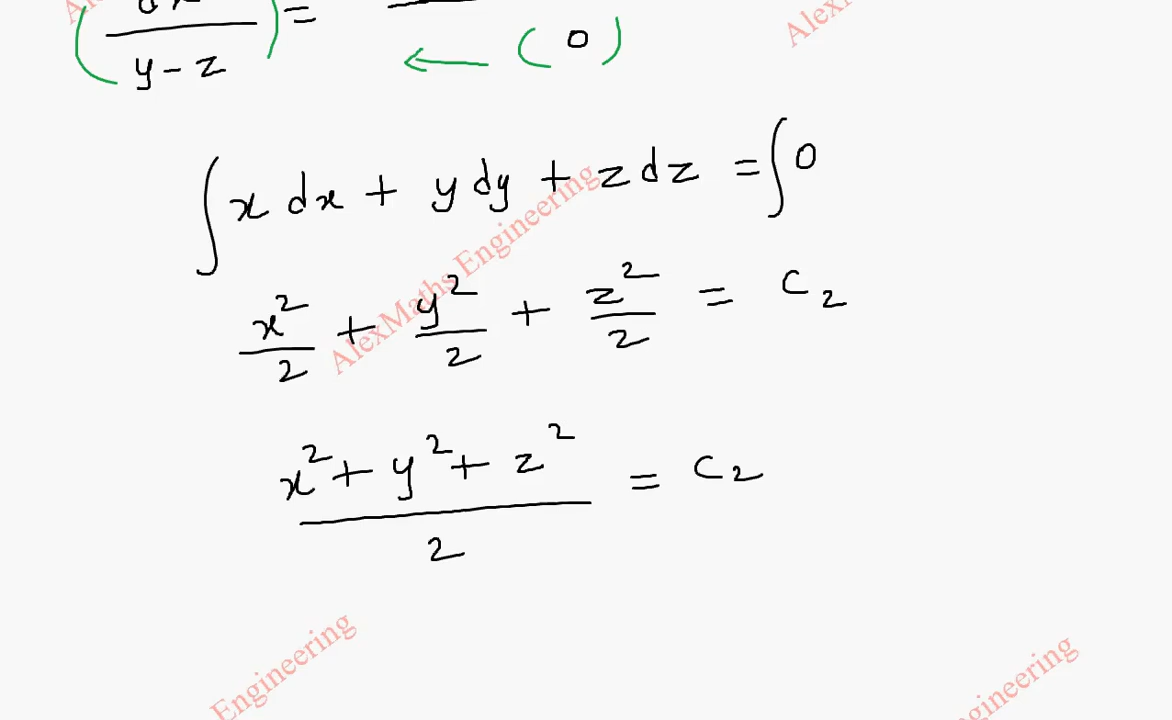 y - z = (0)
∫ x dx + y dy + z dz = ∫ 0
x²/2 + y²/2 + z²/2 = C₂
(x² + y² + z²)/2 = C₂
AlexMaths Engineering
Engineering